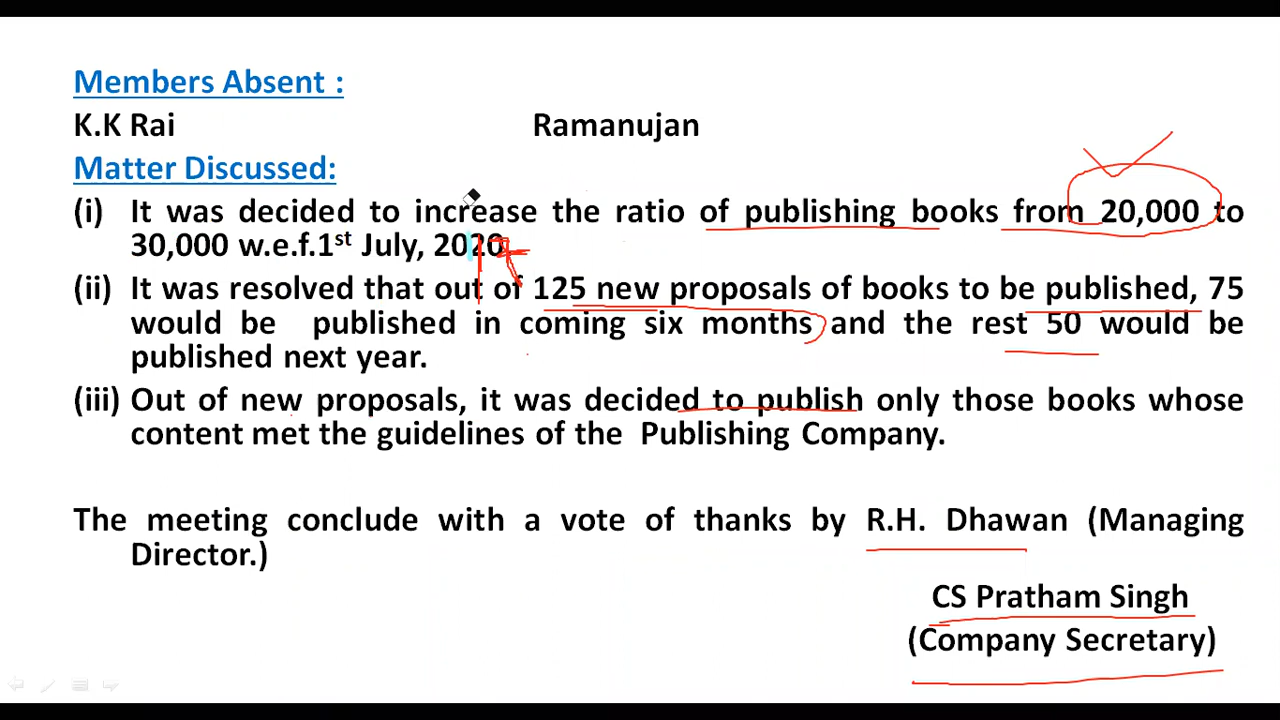 Members Absent :
K.K Rai Ramanujan
Matter Discussed:
(i) It was decided to increase the ratio of publishing books from 20,000 to
30,000 w.e.f.1st July, 2020
(ii) It was resolved that out of 125 new proposals of books to be published, 75
would be published in coming six months and the rest 50 would be
published next year.
(iii) Out of new proposals, it was decided to publish only those books whose
content met the guidelines of the Publishing Company.
The meeting conclude with a vote of thanks by R.H. Dhawan (Managing
Director.)
CS Pratham Singh
(Company Secretary)